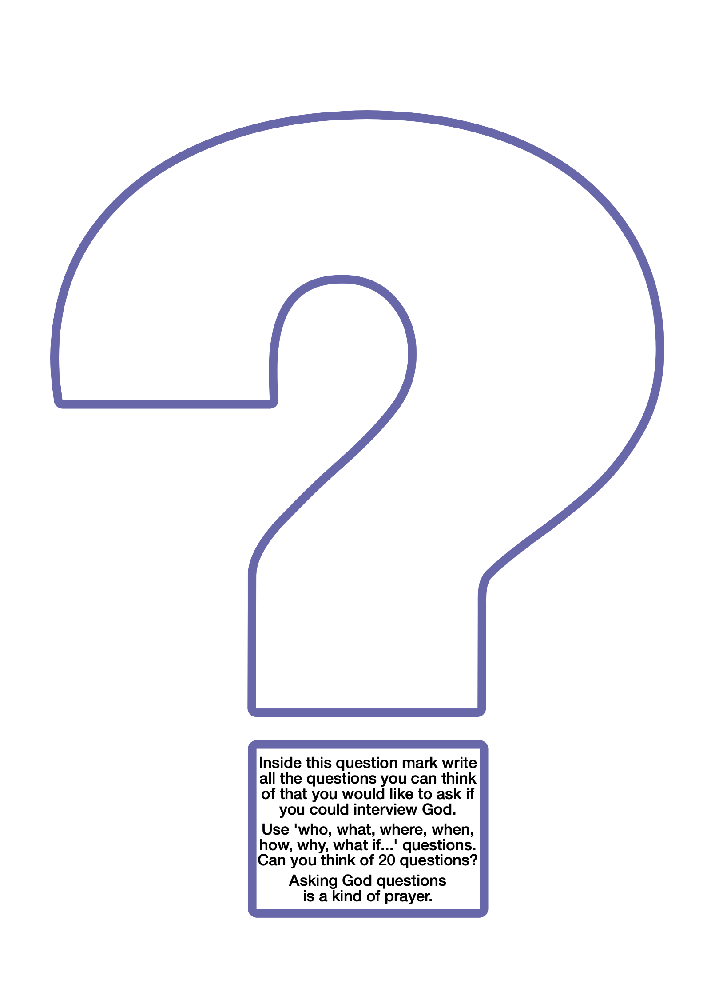 Inside this question mark write
all the questions you can think
of that you would like to ask if
you could interview God.
Use 'who, what, where, when,
how, why, what if...' questions.
Can you think of 20 questions?
Asking God questions
is a kind of prayer.